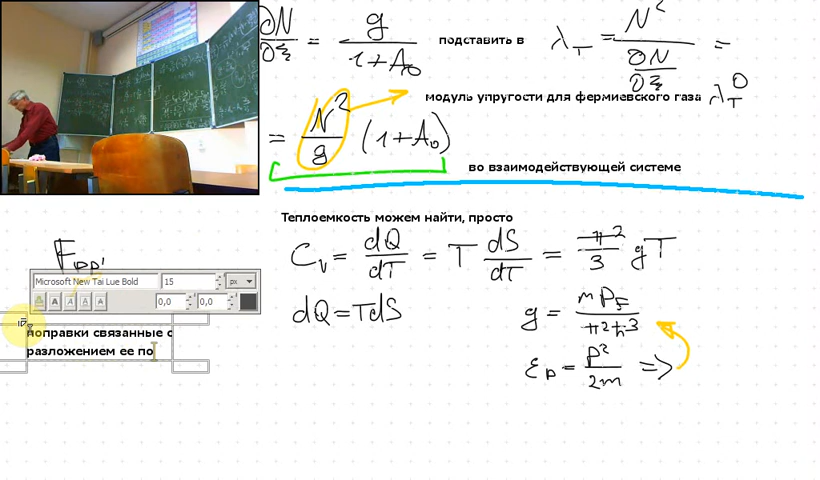 ∂N/∂ξ = g/(1+A₀) подставить в λ_T = N²/(∂N/∂ξ) =
модуль упругости для фермиевского газа λ_T⁰
= N²/g (1+A₀)
во взаимодействующей системе
Теплоемкость можем найти, просто
C_v = dQ/dT = T dS/dT = π²/3 gT
dQ=TdS
g = mP_F/π²ħ³
ε_p = p²/2m =>
F_pp'
Microsoft New Tai Lue Bold 15 px
A A A A A 0,0 0,0
поправки связанные с
разложением ее по